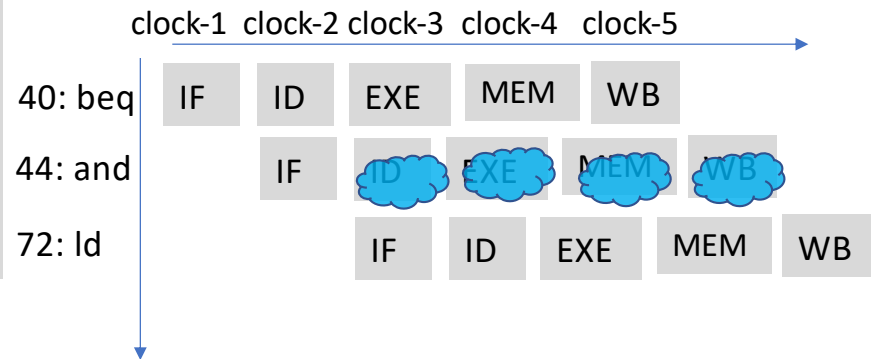 clock-1 clock-2 clock-3 clock-4 clock-5
40: beq IF ID EXE MEM WB
44: and IF ID EXE MEM WB
72: ld IF ID EXE MEM WB